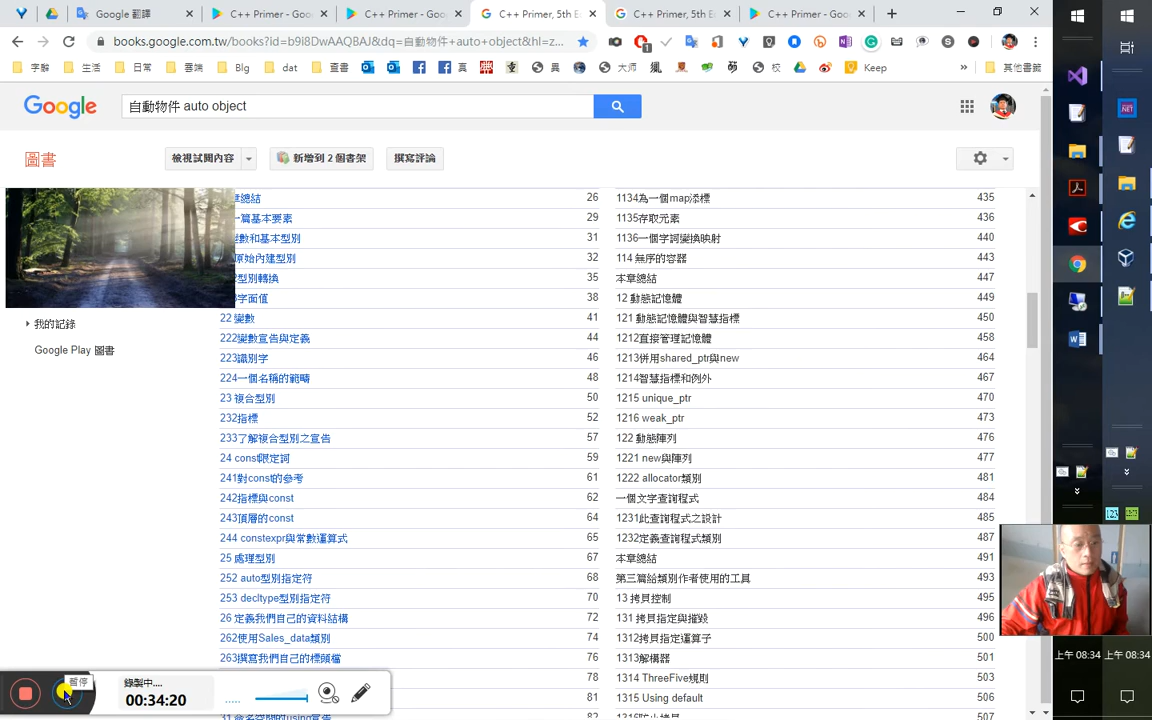 Google 翻譯
C++ Primer - Goo
C++ Primer - Goo
C++ Primer, 5th E
C++ Primer, 5th E
C++ Primer - Goo
books.google.com.tw/books?id=b9i8DwAAQBAJ&dq=自動物件+auto+object&hl=z...
字辭
生活
日常
雲端
Blg
dat
查書
真
異
大师
校
Keep
其他書籤
Google
自動物件 auto object
圖書
檢視試閱內容
新增到 2 個書架
撰寫評論
我的記錄
Google Play 圖書
章總結 26
一篇基本要素 29
變數和基本型別 31
原始內建型別 32
型別轉換 35
字面值 38
22 變數 41
222變數宣告與定義 44
223識別字 46
224一個名稱的範疇 48
23 複合型別 50
232指標 52
233了解複合型別之宣告 57
24 const限定詞 59
241對const的參考 61
242指標與const 62
243頂層的const 64
244 constexpr與常數運算式 65
25 處理型別 67
252 auto型別指定符 68
253 decltype型別指定符 70
26 定義我們自己的資料結構 72
262使用Sales_data類別 74
263撰寫我們自己的標頭檔 76
78
81
31 命名空間的using宣告 82
1134為一個map添標 435
1135存取元素 436
1136一個字詞變換映射 440
114 無序的容器 443
本章總結 447
12 動態記憶體 449
121 動態記憶體與智慧指標 450
1212直接管理記憶體 458
1213併用shared_ptr與new 464
1214智慧指標和例外 467
1215 unique_ptr 470
1216 weak_ptr 473
122 動態陣列 476
1221 new與陣列 477
1222 allocator類別 481
一個文字查詢程式 484
1231此查詢程式之設計 485
1232定義查詢程式類別 487
本章總結 491
第三篇給類別作者使用的工具 493
13 拷貝控制 495
131 拷貝指定與摧毀 496
1312拷貝指定運算子 500
1313解構器 501
1314 ThreeFive規則 503
1315 Using default 506
1316防止拷貝 507
暫停
錄製中....
00:34:20
上午 08:34
上午 08:34